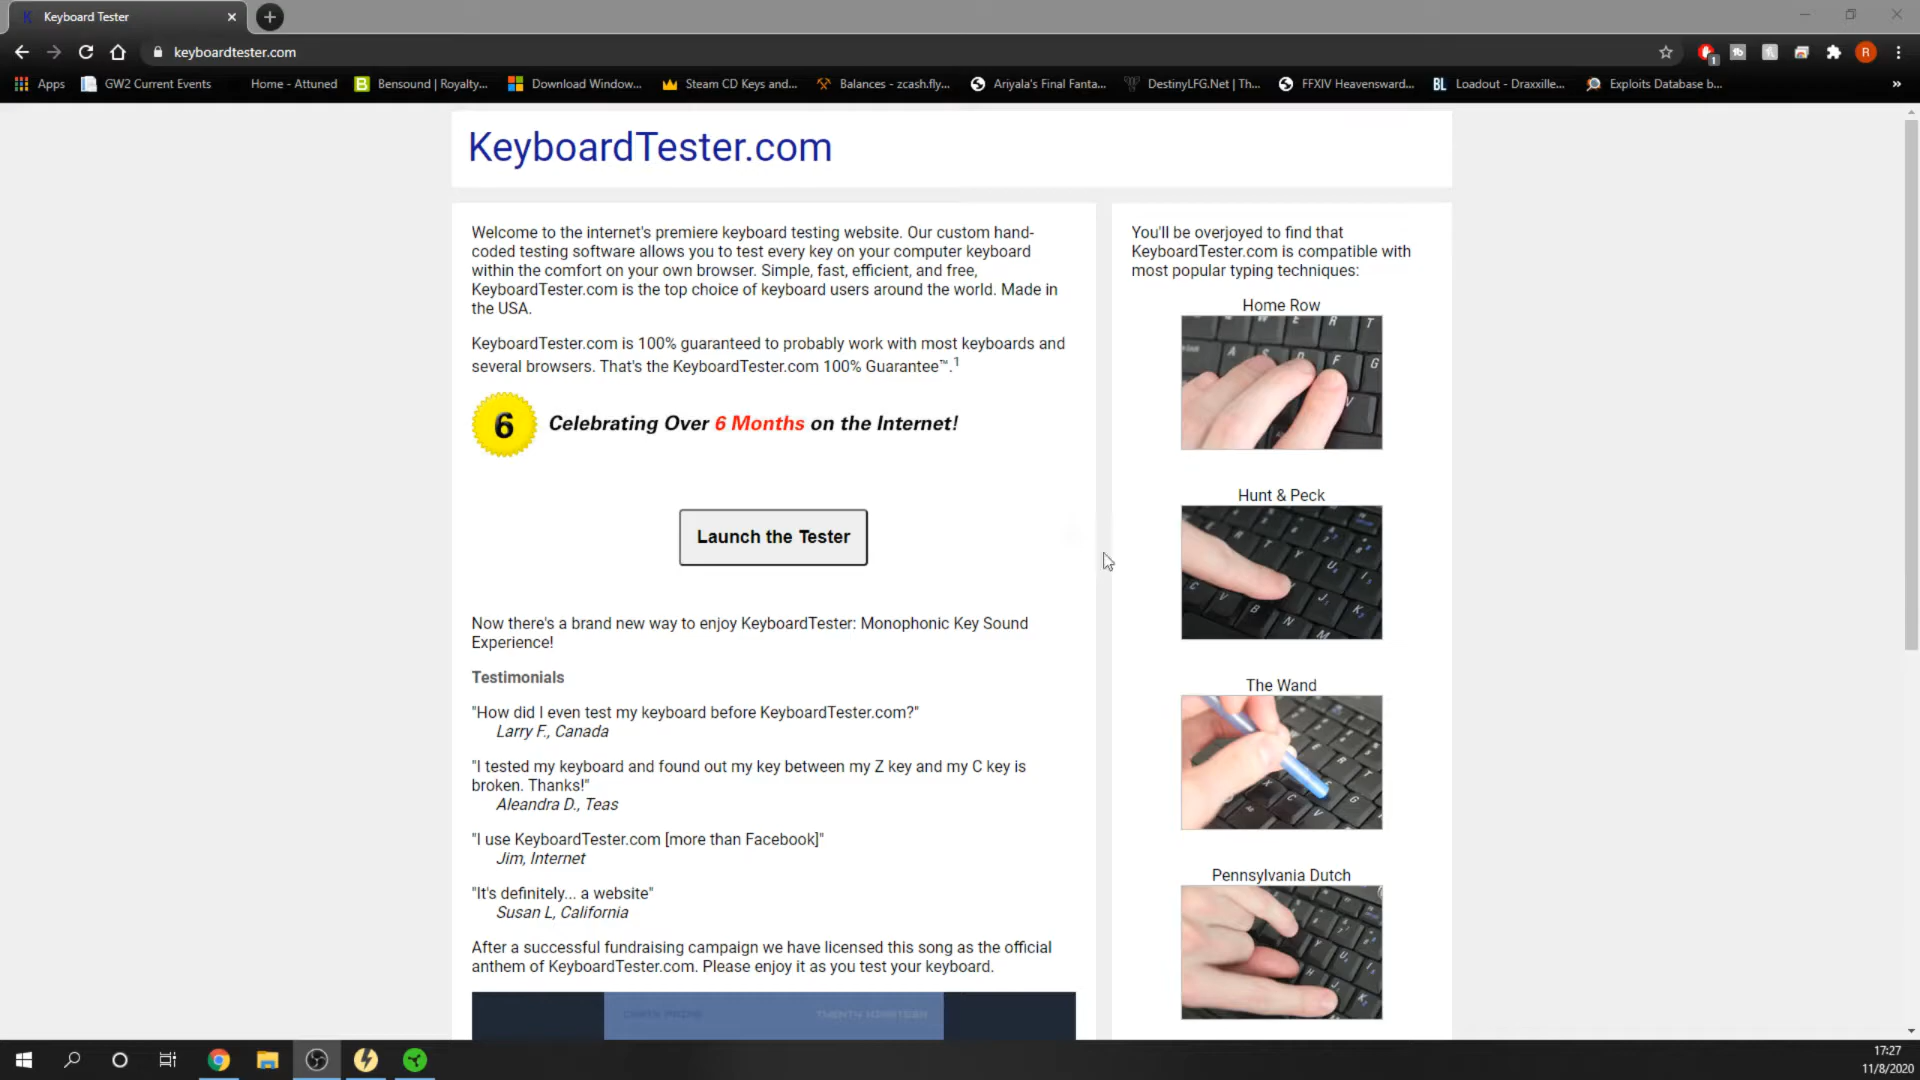 Keyboard Tester
keyboardtester.com
Apps
GW2 Current Events
Home - Attuned
Bensound | Royalty...
Download Window...
Steam CD Keys and...
Balances - zcash.fly...
Ariyala's Final Fanta...
DestinyLFG.Net | Th...
FFXIV Heavensward...
BL
Loadout - Draxxille...
Exploits Database b...
»
KeyboardTester.com
Welcome to the internet's premiere keyboard testing website. Our custom hand-
coded testing software allows you to test every key on your computer keyboard
within the comfort on your own browser. Simple, fast, efficient, and free,
KeyboardTester.com is the top choice of keyboard users around the world. Made in
the USA.
KeyboardTester.com is 100% guaranteed to probably work with most keyboards and
several browsers. That's the KeyboardTester.com 100% Guarantee™.1
6
Celebrating Over 6 Months on the Internet!
Launch the Tester
Now there's a brand new way to enjoy KeyboardTester: Monophonic Key Sound
Experience!
Testimonials
"How did I even test my keyboard before KeyboardTester.com?"
Larry F., Canada
"I tested my keyboard and found out my key between my Z key and my C key is
broken. Thanks!"
Aleandra D., Teas
"I use KeyboardTester.com [more than Facebook]"
Jim, Internet
"It's definitely... a website"
Susan L, California
After a successful fundraising campaign we have licensed this song as the official
anthem of KeyboardTester.com. Please enjoy it as you test your keyboard.
TWENTY NINETEEN
You'll be overjoyed to find that
KeyboardTester.com is compatible with
most popular typing techniques:
Home Row
Hunt & Peck
The Wand
Pennsylvania Dutch
17:27
11/8/2020